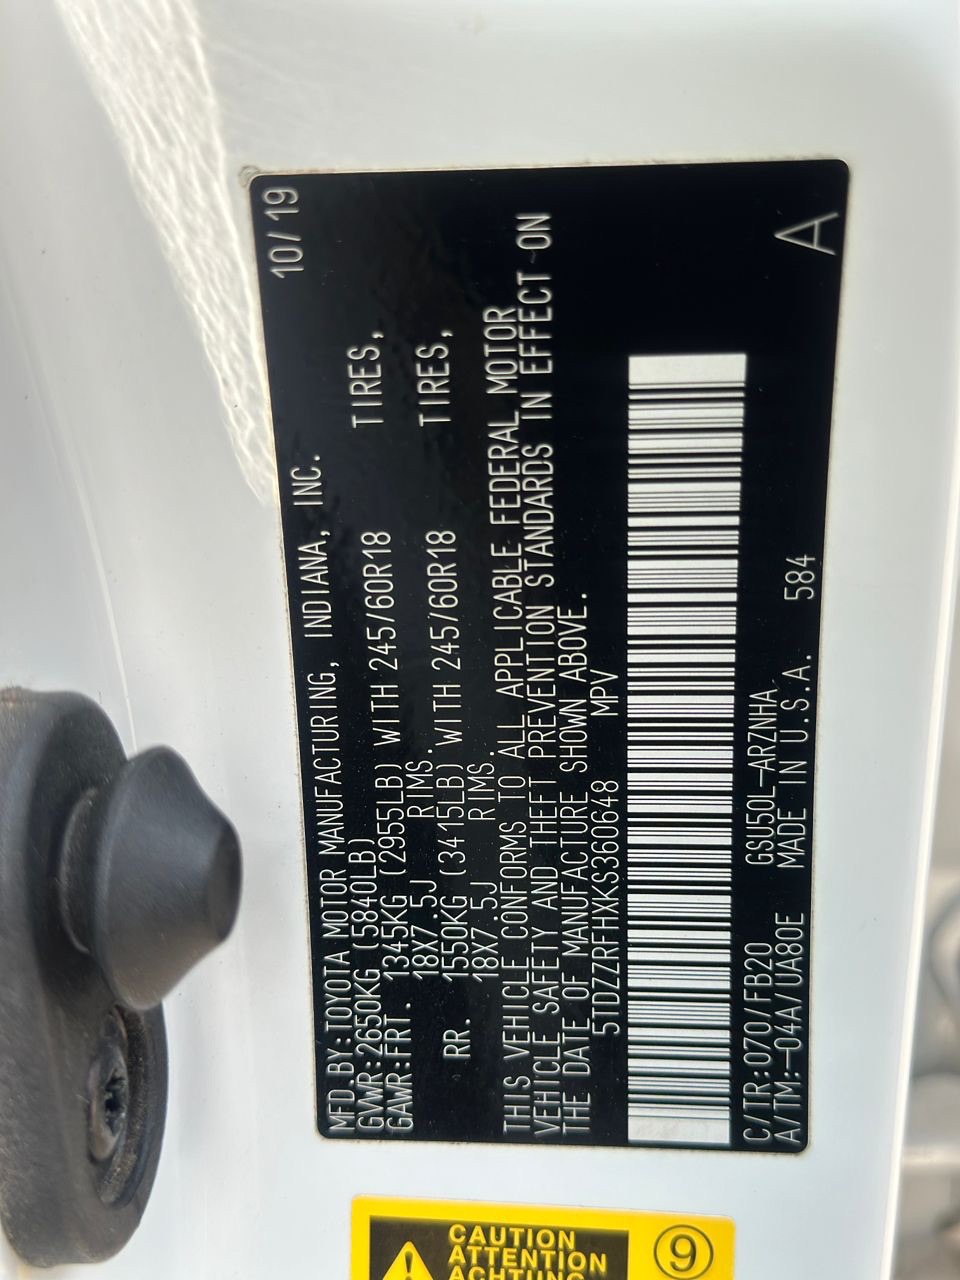 MFD.BY:TOYOTA MOTOR MANUFACTURING, INDIANA, INC. 10/19
GVWR:2650KG (5840LB)
GAWR:FRT. 1345KG (2955LB) WITH 245/60R18 TIRES,
18X7.5J RIMS.
RR. 1550KG (3415LB) WITH 245/60R18 TIRES,
18X7.5J RIMS.
THIS VEHICLE CONFORMS TO ALL APPLICABLE FEDERAL MOTOR
VEHICLE SAFETY AND THEFT PREVENTION STANDARDS IN EFFECT ON
THE DATE OF MANUFACTURE SHOWN ABOVE.
5TDZZRFHXKS360648 MPV
C/TR:070/FB20 GSU50L-ARZNHA
A/TM:-04A/UA80E MADE IN U.S.A. 584 A
CAUTION
ATTENTION
ACHTUNG
9